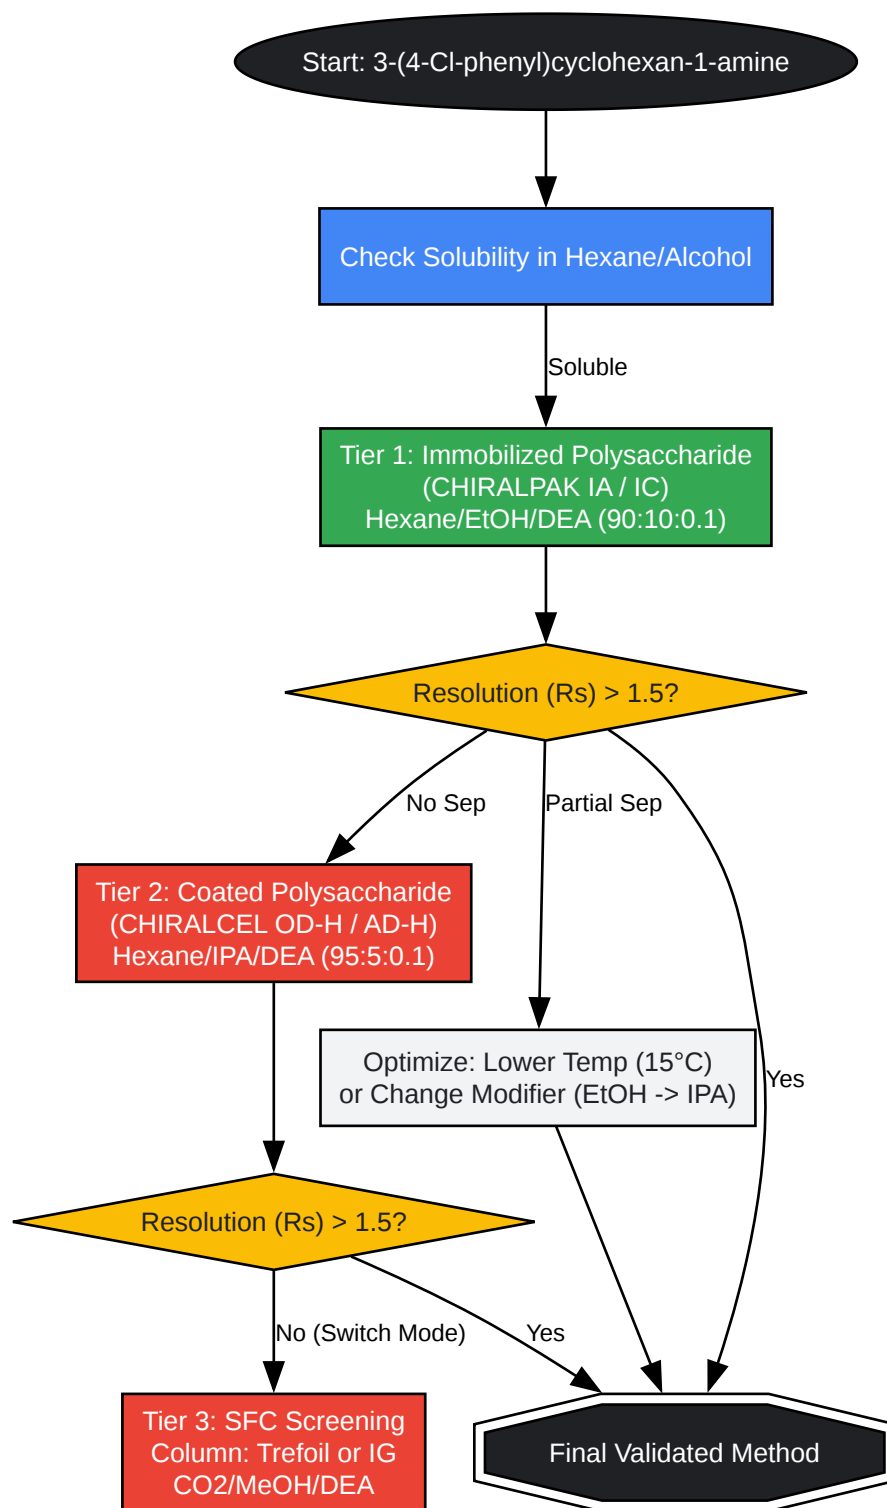 Start: 3-(4-Cl-phenyl)cyclohexan-1-amine
Check Solubility in Hexane/Alcohol
Soluble
Tier 1: Immobilized Polysaccharide
(CHIRALPAK IA / IC)
Hexane/EtOH/DEA (90:10:0.1)
Resolution (Rs) > 1.5?
No Sep
Partial Sep
Yes
Tier 2: Coated Polysaccharide
(CHIRALCEL OD-H / AD-H)
Hexane/IPA/DEA (95:5:0.1)
Optimize: Lower Temp (15°C)
or Change Modifier (EtOH -> IPA)
Resolution (Rs) > 1.5?
No (Switch Mode)
Yes
Tier 3: SFC Screening
Column: Trefoil or IG
CO2/MeOH/DEA
Final Validated Method